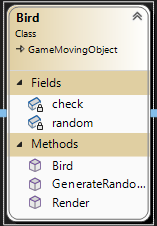 Bird
Class
GameMovingObject
Fields
check
random
Methods
Bird
GenerateRando...
Render